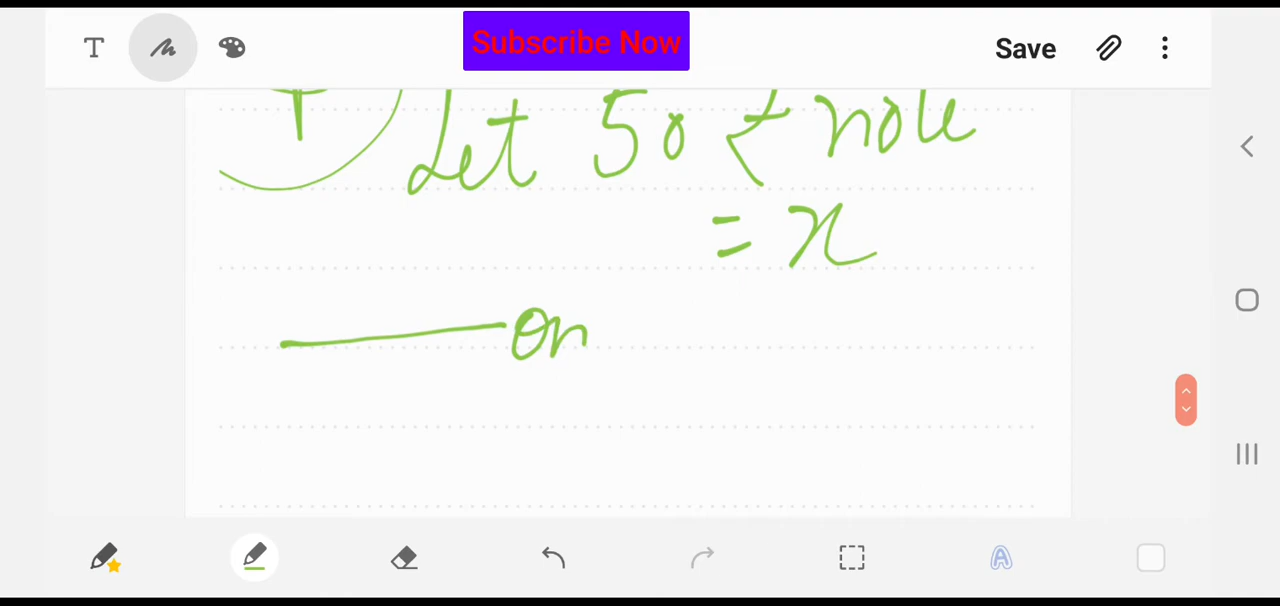 T
Subscribe Now
Save
Let 50 ₹ note
= x
On
A